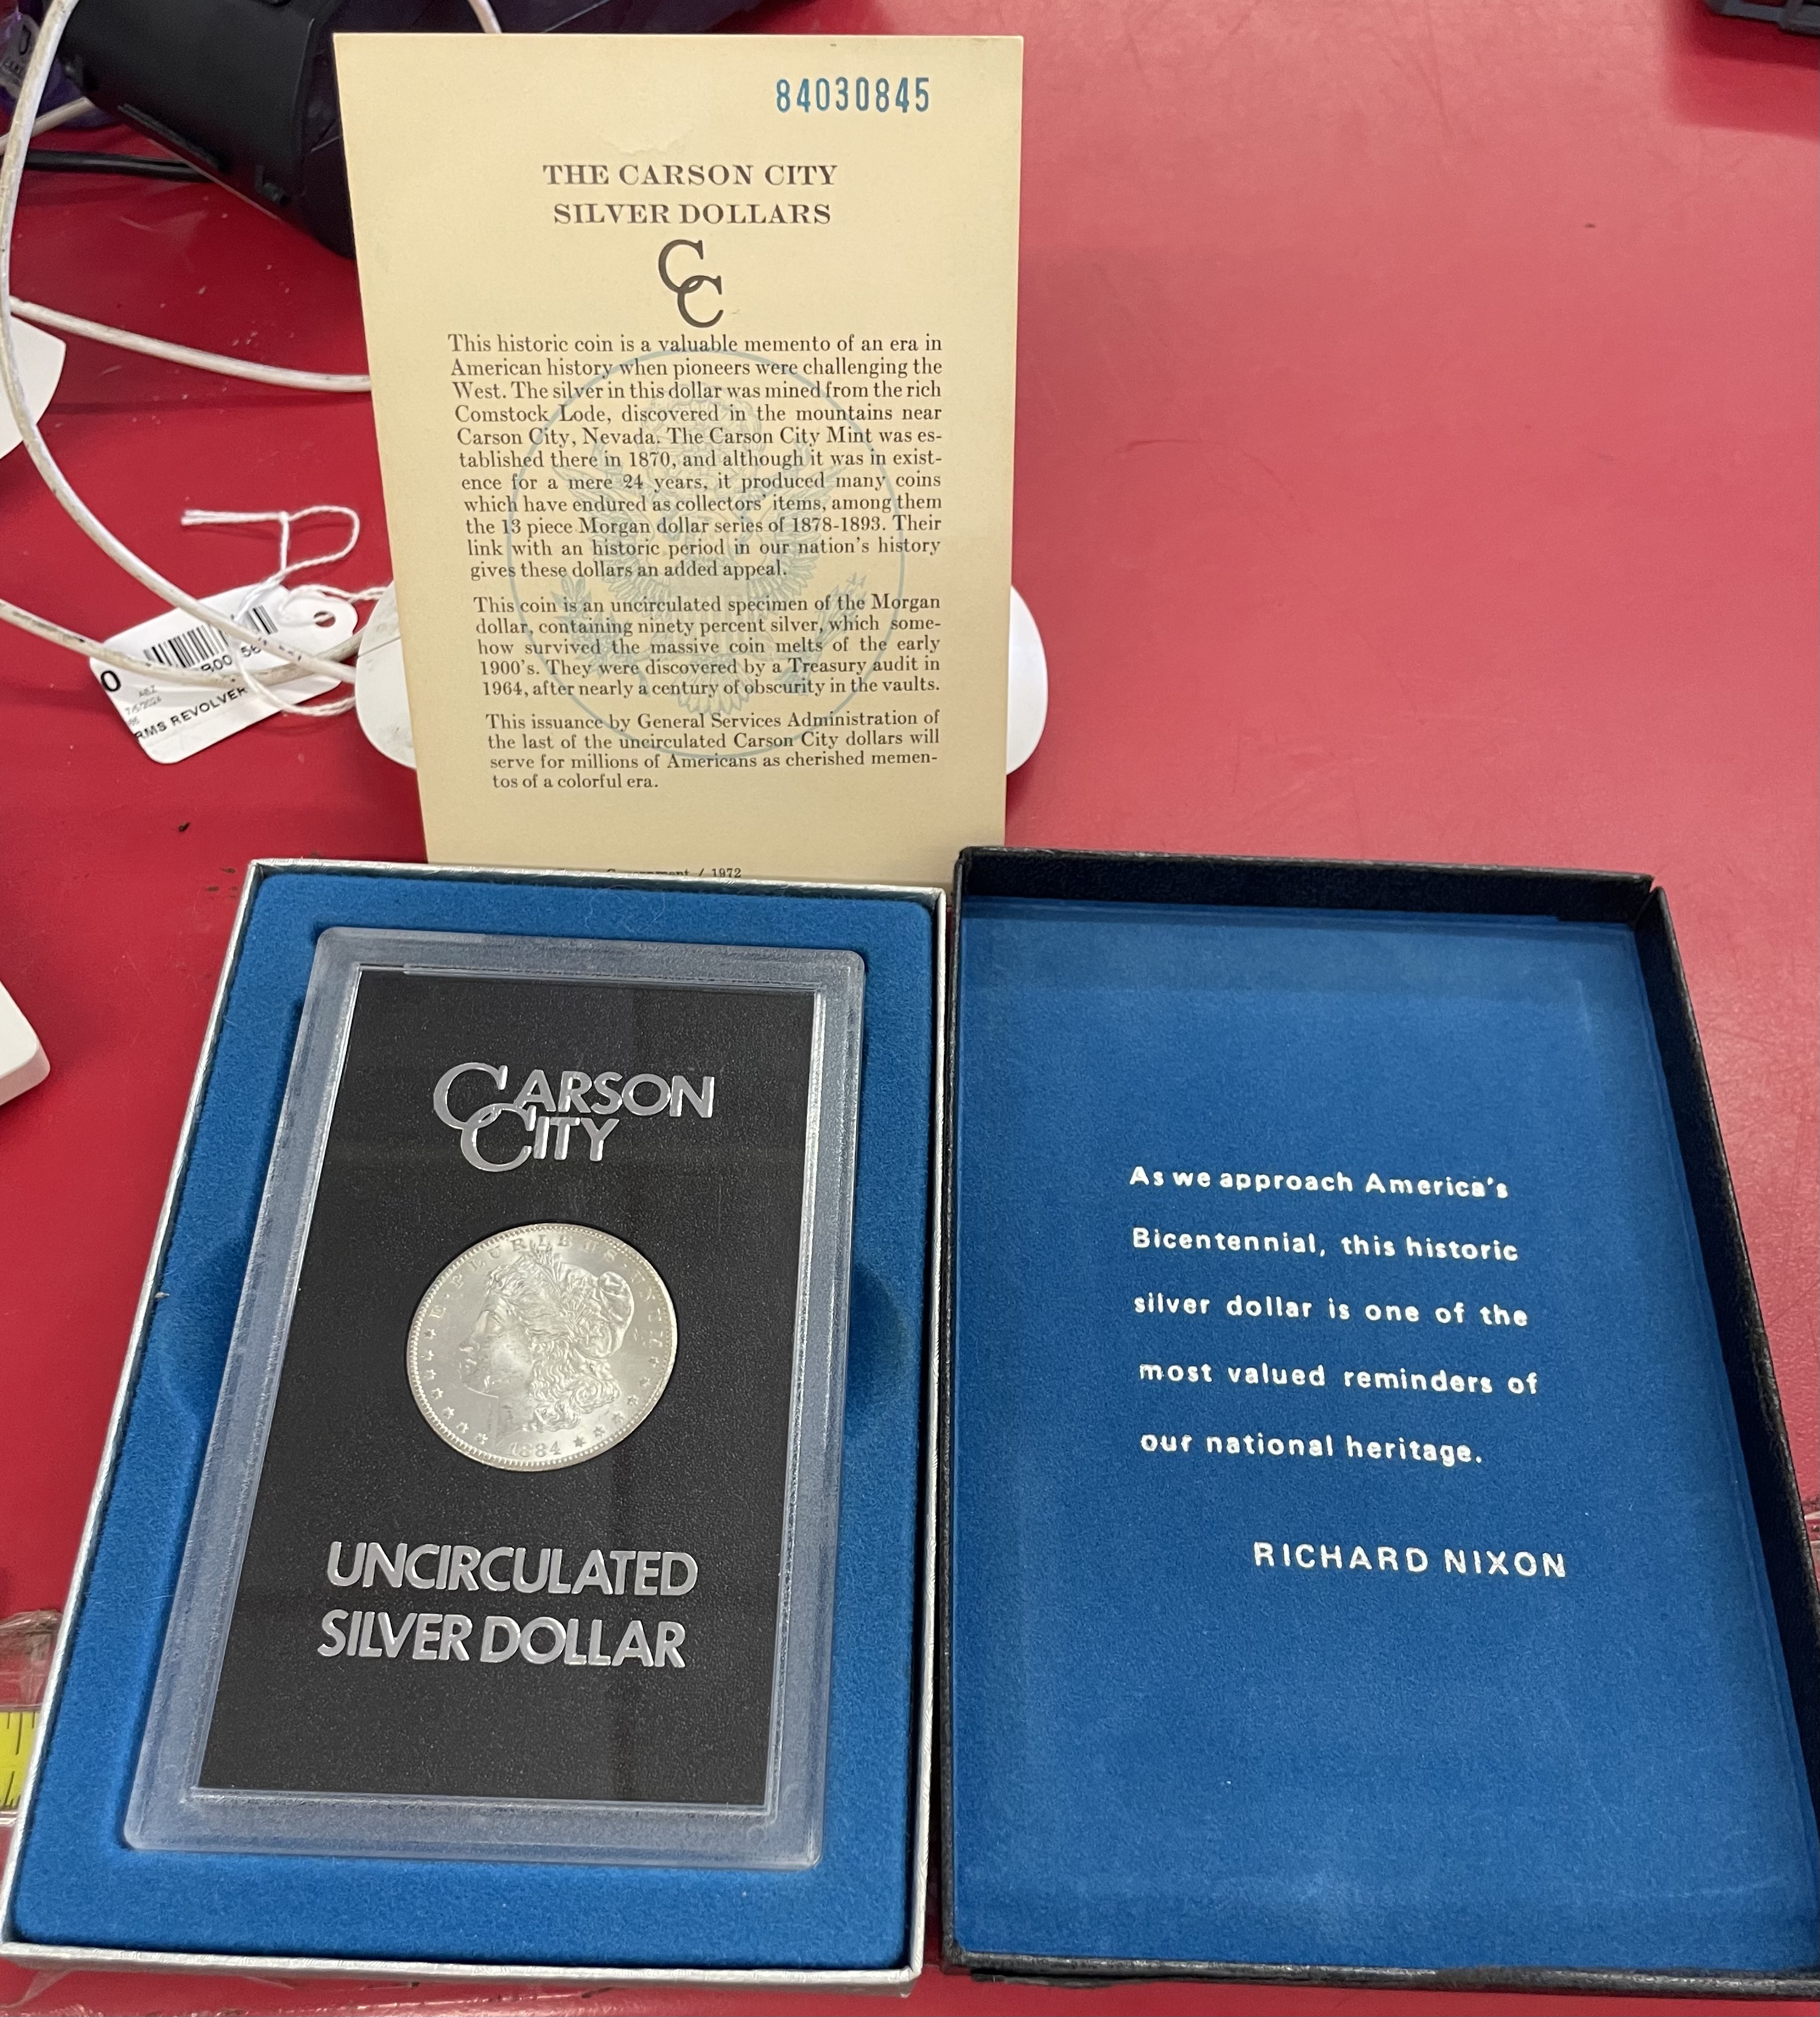 84030845
THE CARSON CITY
SILVER DOLLARS
CC
This historic coin is a valuable memento of an era in
American history when pioneers were challenging the
West. The silver in this dollar was mined from the rich
Comstock Lode, discovered in the mountains near
Carson City, Nevada. The Carson City Mint was es-
tablished there in 1870, and although it was in exist-
ence for a mere 24 years, it produced many coins
which have endured as collectors' items, among them
the 13 piece Morgan dollar series of 1878-1893. Their
link with an historic period in our nation's history
gives these dollars an added appeal.
This coin is an uncirculated specimen of the Morgan
dollar, containing ninety percent silver, which some-
how survived the massive coin melts of the early
1900's. They were discovered by a Treasury audit in
1964, after nearly a century of obscurity in the vaults.
This issuance by General Services Administration of
the last of the uncirculated Carson City dollars will
serve for millions of Americans as cherished memen-
tos of a colorful era.
/ 1972
REVOLVER
CARSON
CITY
E·PLURIBUS·UNUM
1884
UNCIRCULATED
SILVER DOLLAR
As we approach America's
Bicentennial, this historic
silver dollar is one of the
most valued reminders of
our national heritage.
RICHARD NIXON